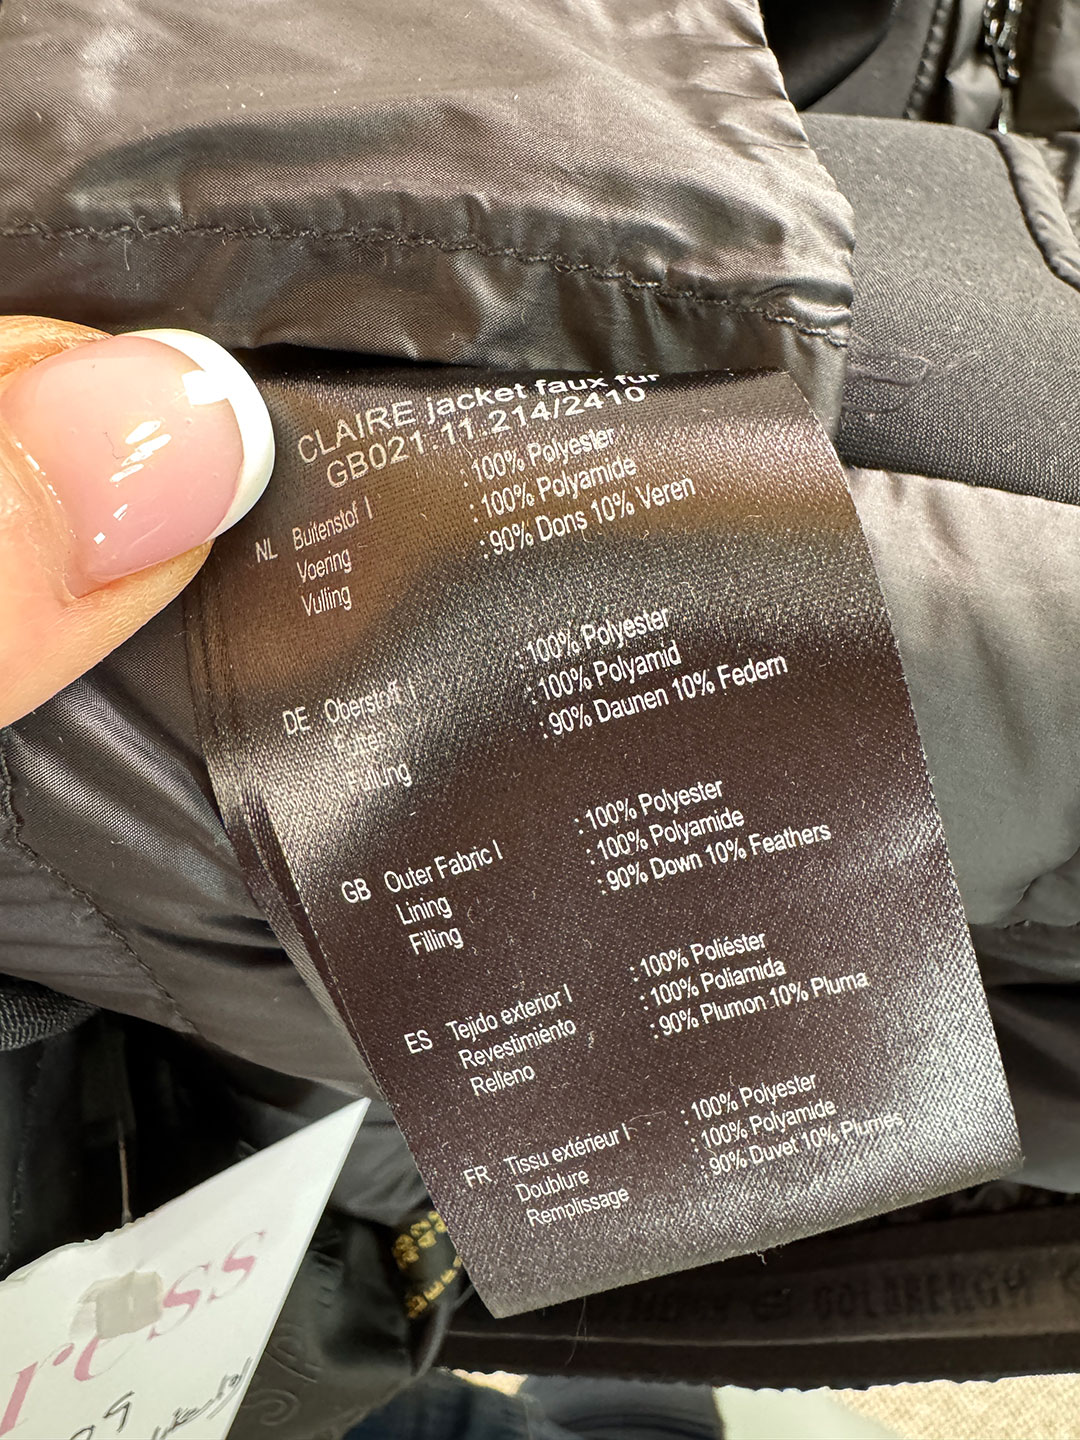 CLAIRE jacket faux fur
GB021-11.214/2410
NL Buitenstof I : 100% Polyester
Voering : 100% Polyamide
Vulling : 90% Dons 10% Veren
DE Oberstoff I : 100% Polyester
Futter : 100% Polyamid
Füllung : 90% Daunen 10% Federn
GB Outer Fabric I : 100% Polyester
Lining : 100% Polyamide
Filling : 90% Down 10% Feathers
ES Tejido exterior I : 100% Poliéster
Revestimiento : 100% Poliamida
Relleno : 90% Plumon 10% Pluma
FR Tissu extérieur I : 100% Polyester
Doublure : 100% Polyamide
Remplissage : 90% Duvet 10% Plumes
GOLDBERGH
ress